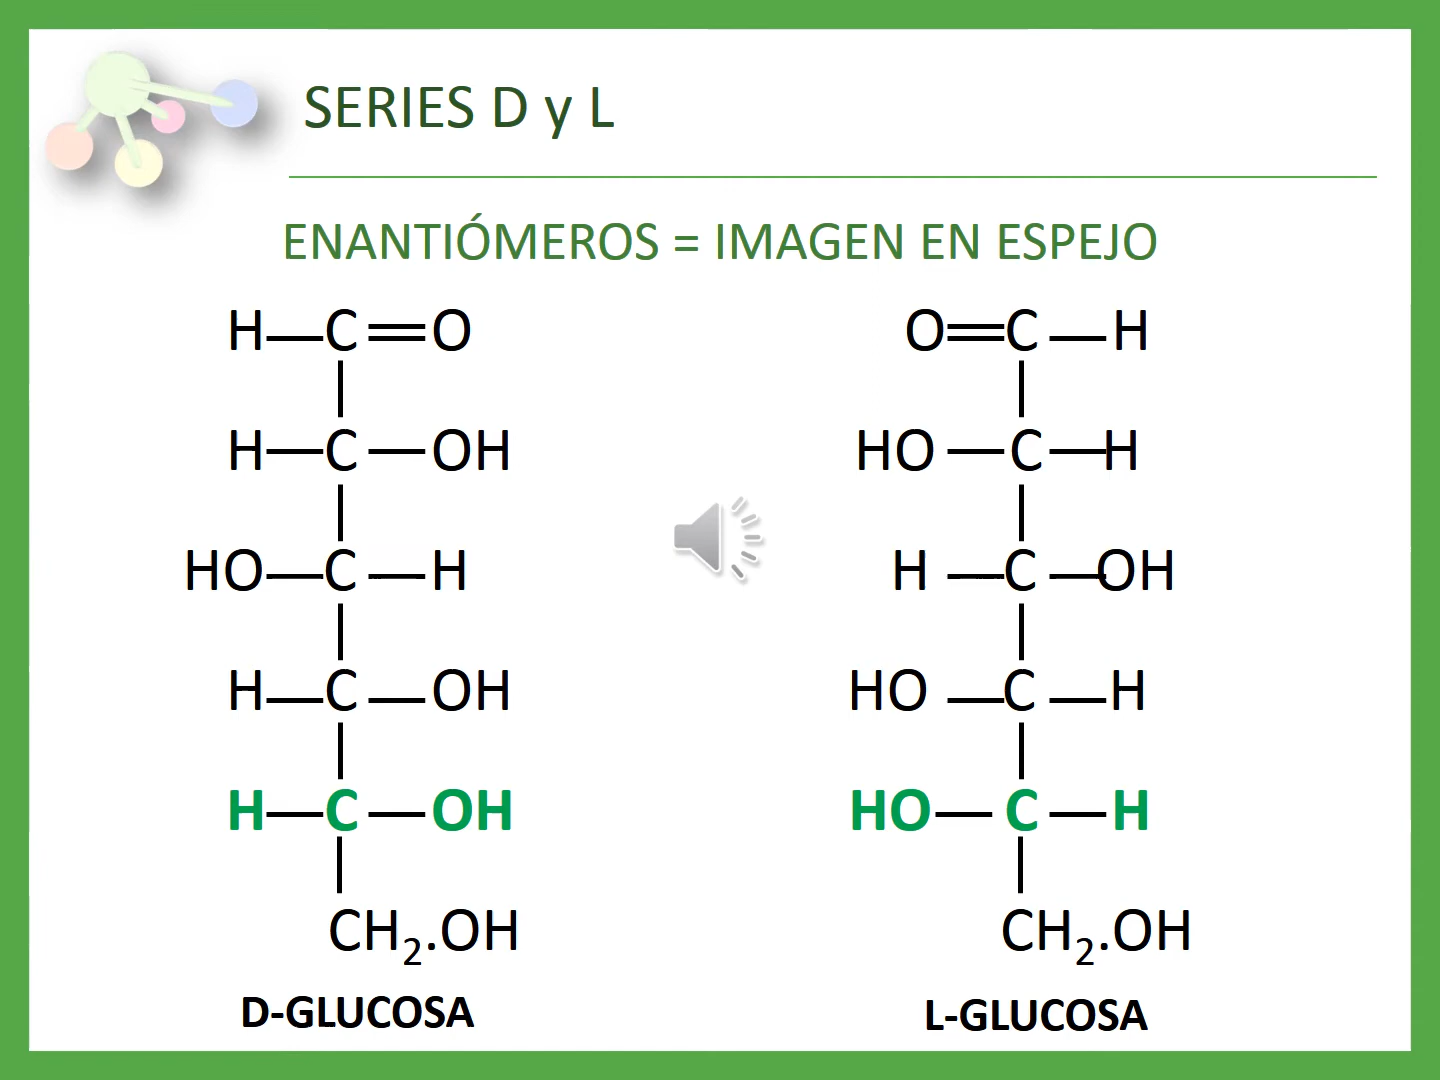 SERIES D y L
ENANTIÓMEROS = IMAGEN EN ESPEJO
H—C═O
H—C—OH
HO—C—H
H—C—OH
H—C—OH
CH₂.OH
D-GLUCOSA
O═C—H
HO—C—H
H—C—OH
HO—C—H
HO—C—H
CH₂.OH
L-GLUCOSA